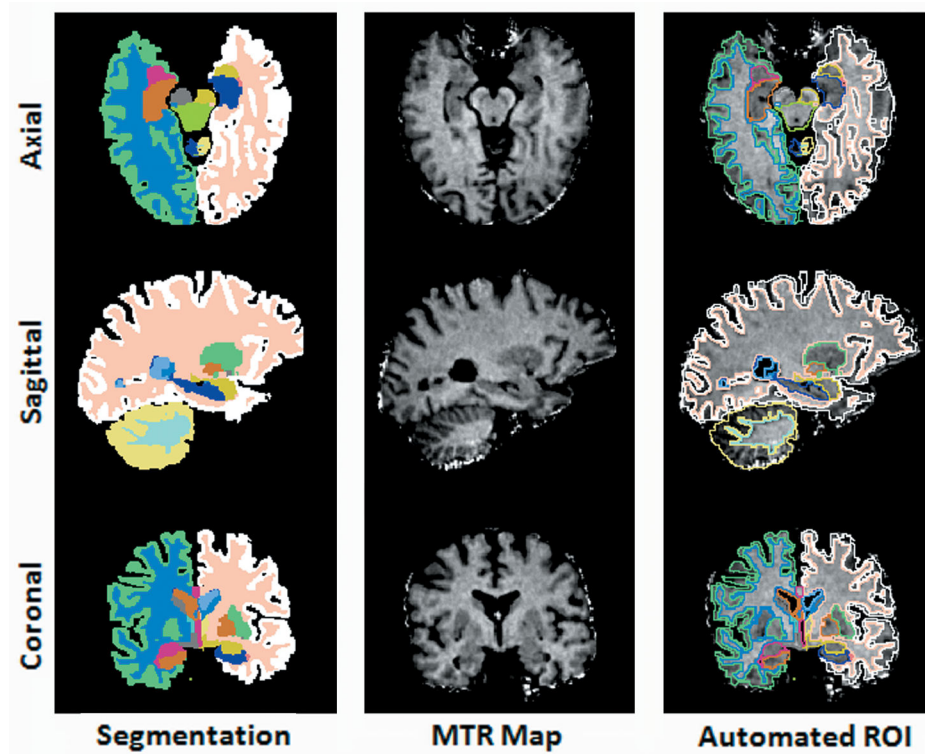 Axial
Sagittal
Coronal
Segmentation
MTR Map
Automated ROI